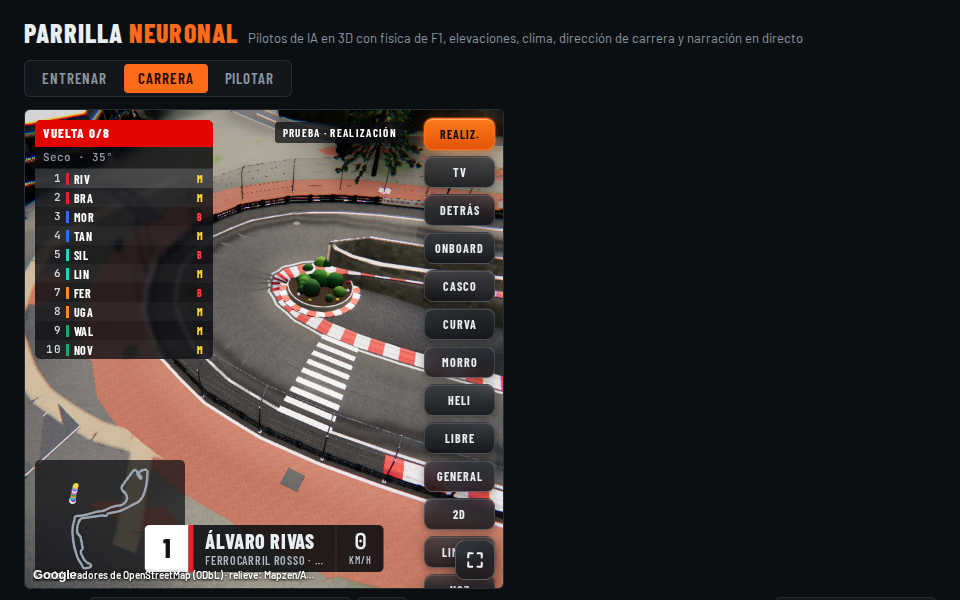 PARRILLA NEURONAL Pilotos de IA en 3D con física de F1, elevaciones, clima, dirección de carrera y narración en directo
ENTRENAR CARRERA PILOTAR
VUELTA 0/8
Seco · 35°
1 RIV M
2 BRA M
3 MOR B
4 TAN M
5 SIL B
6 LIN M
7 FER B
8 UGA M
9 WAL M
10 NOV M
PRUEBA · REALIZACIÓN
REALIZ.
TV
DETRÁS
ONBOARD
CASCO
CURVA
MORRO
HELI
LIBRE
GENERAL
2D
1 ÁLVARO RIVAS
FERROCARRIL ROSSO · ...
0
KM/H
Google
adores de OpenStreetMap (ODbL) · relieve: Mapzen/A...